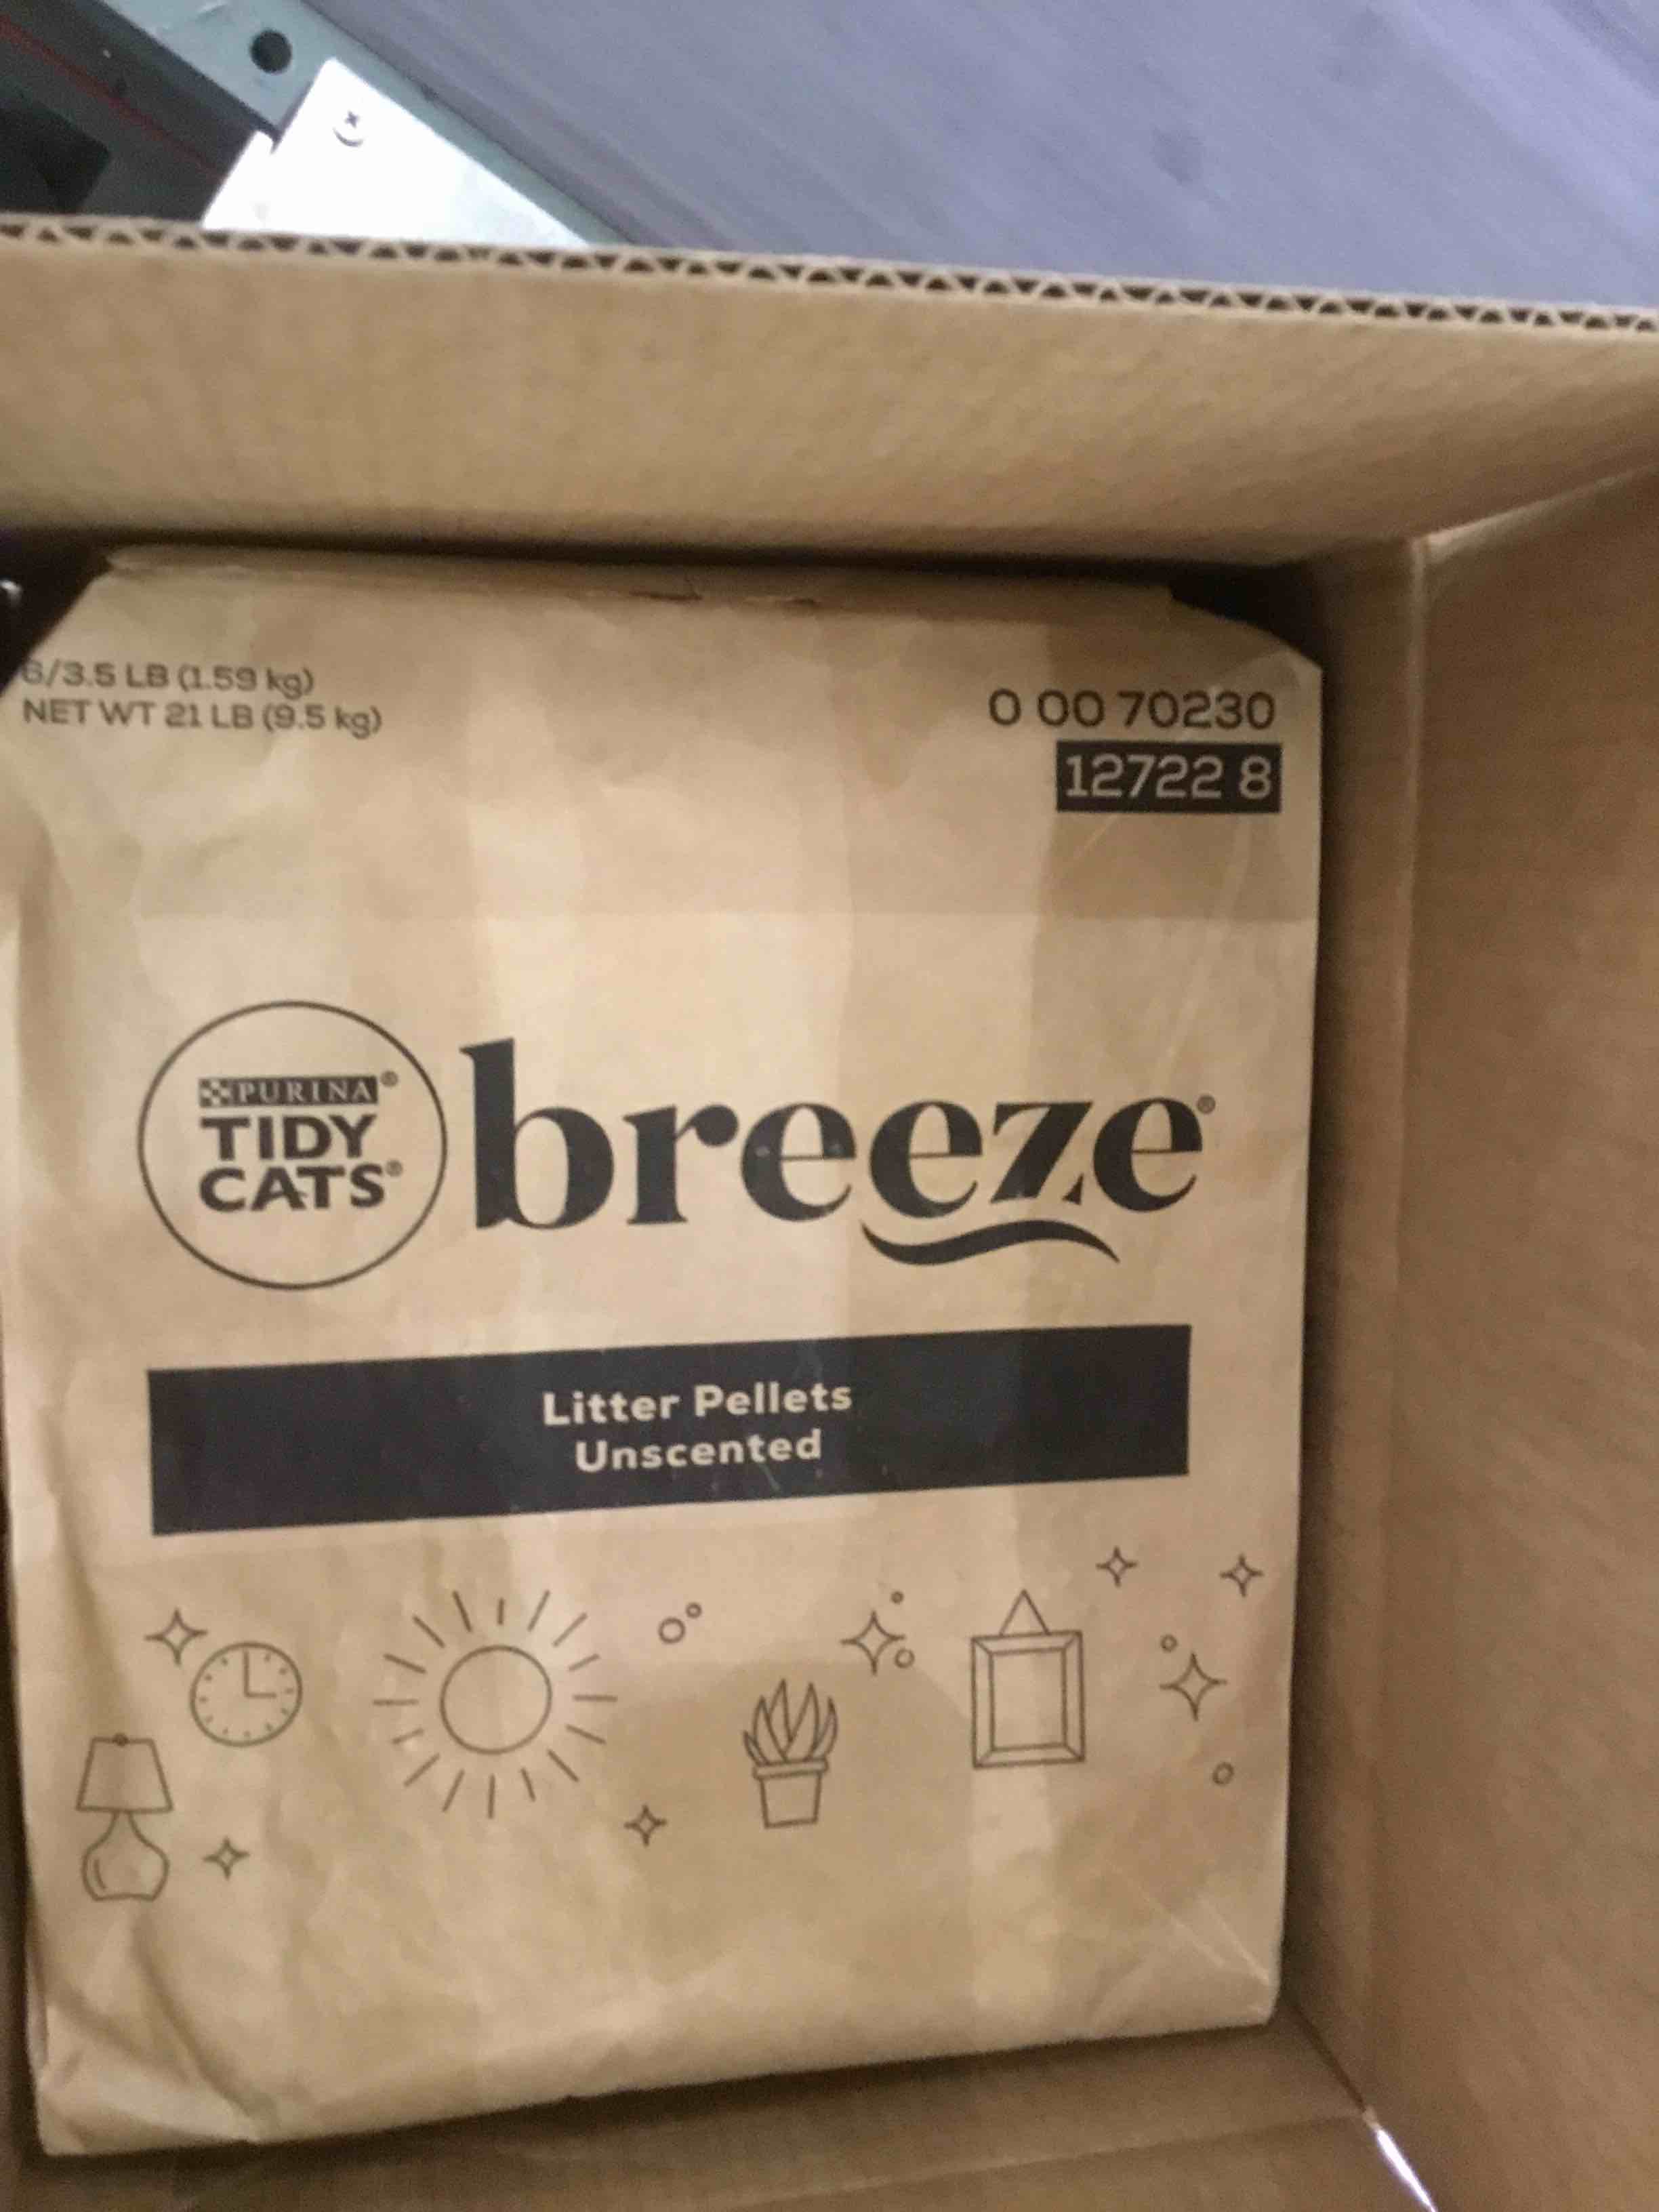 6/3.5 LB (1.59 kg)
NET WT 21 LB (9.5 kg)
0 00 70230
12722 8
PURINA®
TIDY
CATS®
breeze®
Litter Pellets
Unscented